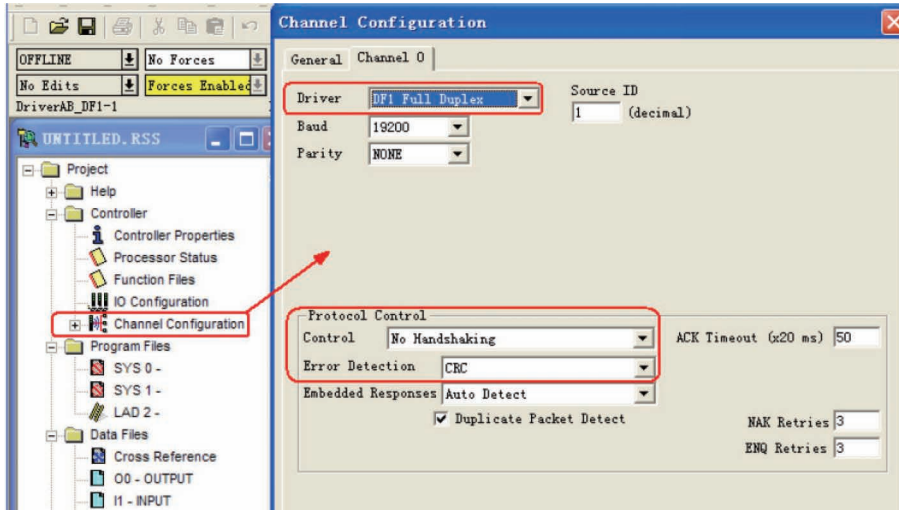 OFFLINE
No Forces
No Edits
Forces Enabled
DriverAB_DF1-1
UNTITLED.RSS
Project
Help
Controller
Controller Properties
Processor Status
Function Files
IO Configuration
Channel Configuration
Program Files
SYS 0 -
SYS 1 -
LAD 2 -
Data Files
Cross Reference
O0 - OUTPUT
I1 - INPUT
Channel Configuration
General
Channel 0
Driver
DF1 Full Duplex
Source ID
1
(decimal)
Baud
19200
Parity
NONE
Protocol Control
Control
No Handshaking
ACK Timeout (x20 ms)
50
Error Detection
CRC
Embedded Responses
Auto Detect
Duplicate Packet Detect
NAK Retries
3
ENQ Retries
3